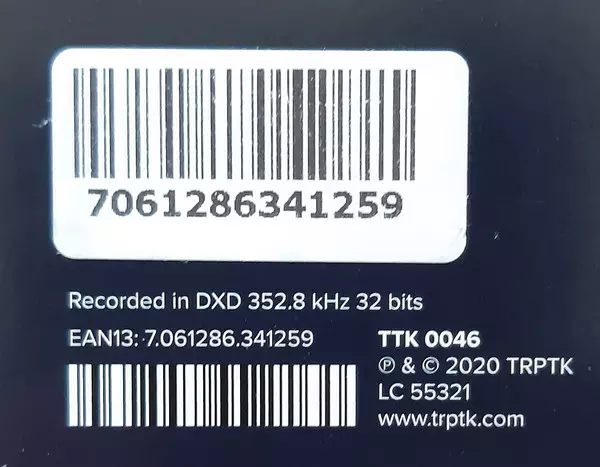 7061286341259
Recorded in DXD 352.8 kHz 32 bits
EAN13: 7.061286.341259
TTK 0046
℗ & © 2020 TRPTK
LC 55321
www.trptk.com